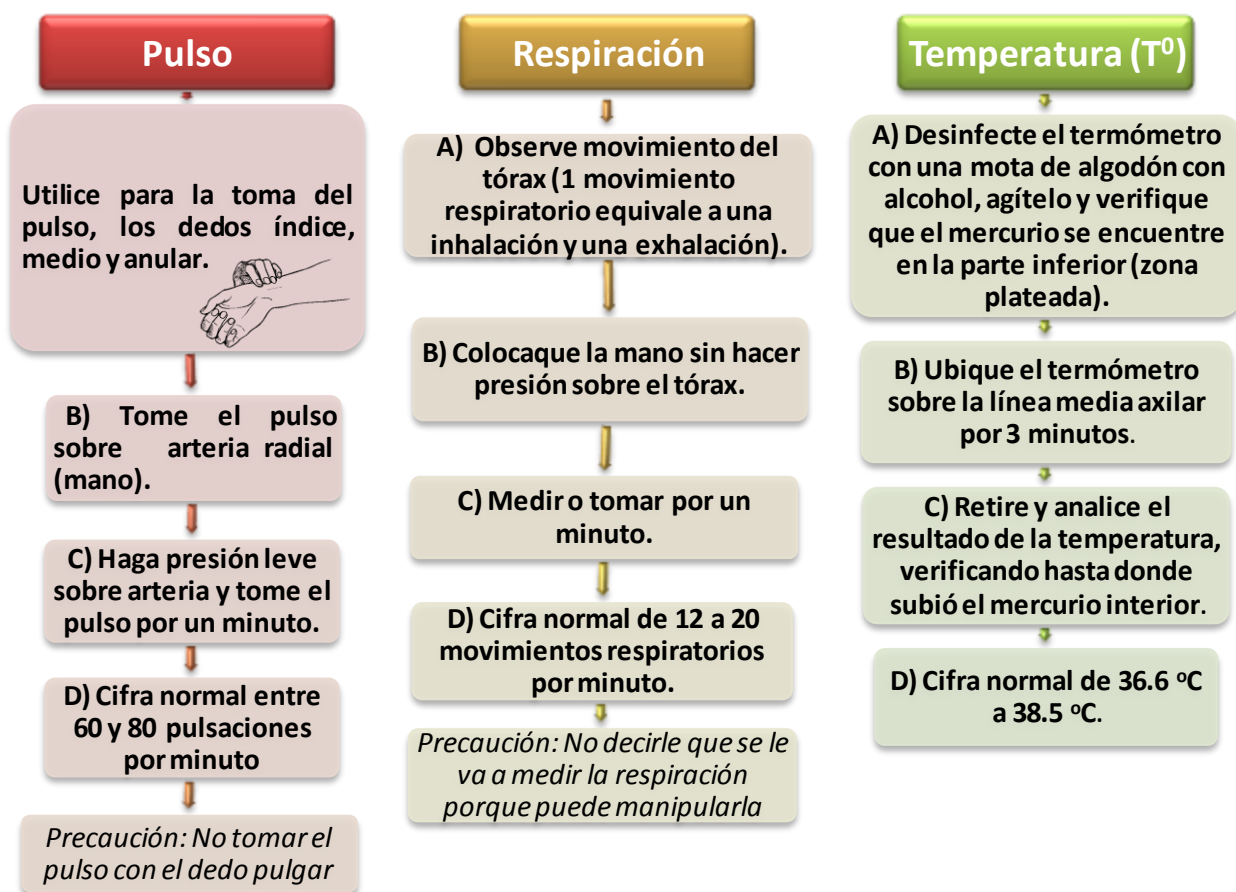 Pulso
Utilice para la toma del
pulso, los dedos índice,
medio y anular.
B) Tome el pulso
sobre arteria radial
(mano).
C) Haga presión leve
sobre arteria y tome el
pulso por un minuto.
D) Cifra normal entre
60 y 80 pulsaciones
por minuto
Precaución: No tomar el
pulso con el dedo pulgar
Respiración
A) Observe movimiento del
tórax (1 movimiento
respiratorio equivale a una
inhalación y una exhalación).
B) Colocaque la mano sin hacer
presión sobre el tórax.
C) Medir o tomar por un
minuto.
D) Cifra normal de 12 a 20
movimientos respiratorios
por minuto.
Precaución: No decirle que se le
va a medir la respiración
porque puede manipularla
Temperatura (T⁰)
A) Desinfecte el termómetro
con una mota de algodón con
alcohol, agítelo y verifique
que el mercurio se encuentre
en la parte inferior (zona
plateada).
B) Ubique el termómetro
sobre la línea media axilar
por 3 minutos.
C) Retire y analice el
resultado de la temperatura,
verificando hasta donde
subió el mercurio interior.
D) Cifra normal de 36.6 ºC
a 38.5 ºC.